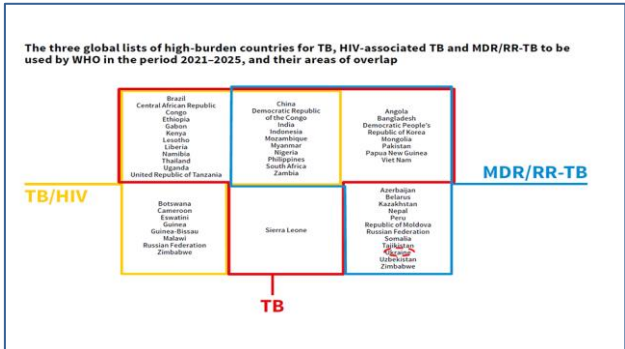 The three global lists of high-burden countries for TB, HIV-associated TB and MDR/RR-TB to be
used by WHO in the period 2021–2025, and their areas of overlap
Brazil
Central African Republic
Congo
Ethiopia
Gabon
Kenya
Lesotho
Liberia
Namibia
Thailand
Uganda
United Republic of Tanzania
China
Democratic Republic
of the Congo
India
Indonesia
Mozambique
Myanmar
Nigeria
Philippines
South Africa
Zambia
Angola
Bangladesh
Democratic People's
Republic of Korea
Mongolia
Pakistan
Papua New Guinea
Viet Nam
MDR/RR-TB
TB/HIV
Botswana
Cameroon
Eswatini
Guinea
Guinea-Bissau
Malawi
Russian Federation
Zimbabwe
Sierra Leone
Azerbaijan
Belarus
Kazakhstan
Nepal
Peru
Republic of Moldova
Russian Federation
Somalia
Tajikistan
Ukraine
Uzbekistan
Zimbabwe
TB